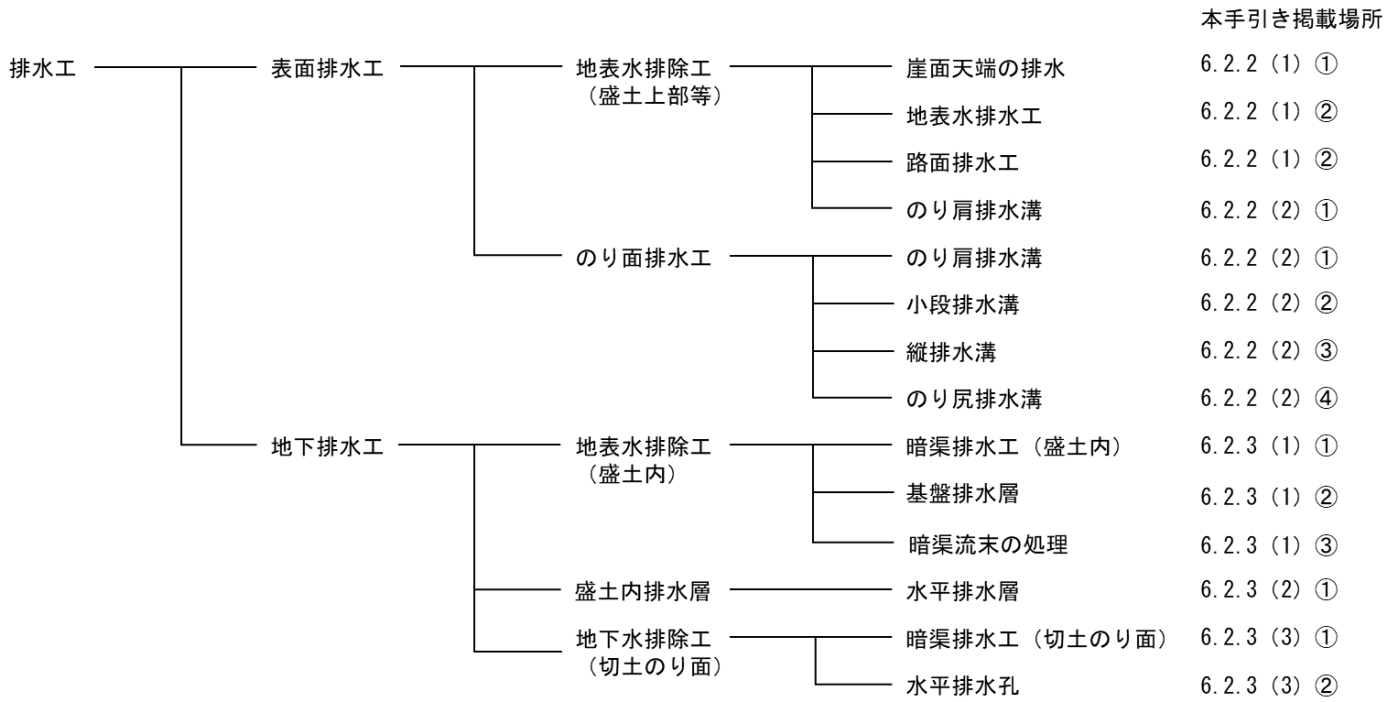 本手引き掲載場所
排水工 表面排水工 地表水排除工 崖面天端の排水 6.2.2 (1) ①
(盛土上部等)
地表水排水工 6.2.2 (1) ②
路面排水工 6.2.2 (1) ②
のり肩排水溝 6.2.2 (2) ①
のり面排水工 のり肩排水溝 6.2.2 (2) ①
小段排水溝 6.2.2 (2) ②
縦排水溝 6.2.2 (2) ③
のり尻排水溝 6.2.2 (2) ④
地下排水工 地表水排除工 暗渠排水工(盛土内) 6.2.3 (1) ①
(盛土内)
基盤排水層 6.2.3 (1) ②
暗渠流末の処理 6.2.3 (1) ③
盛土内排水層 水平排水層 6.2.3 (2) ①
地下水排除工 暗渠排水工(切土のり面) 6.2.3 (3) ①
(切土のり面)
水平排水孔 6.2.3 (3) ②